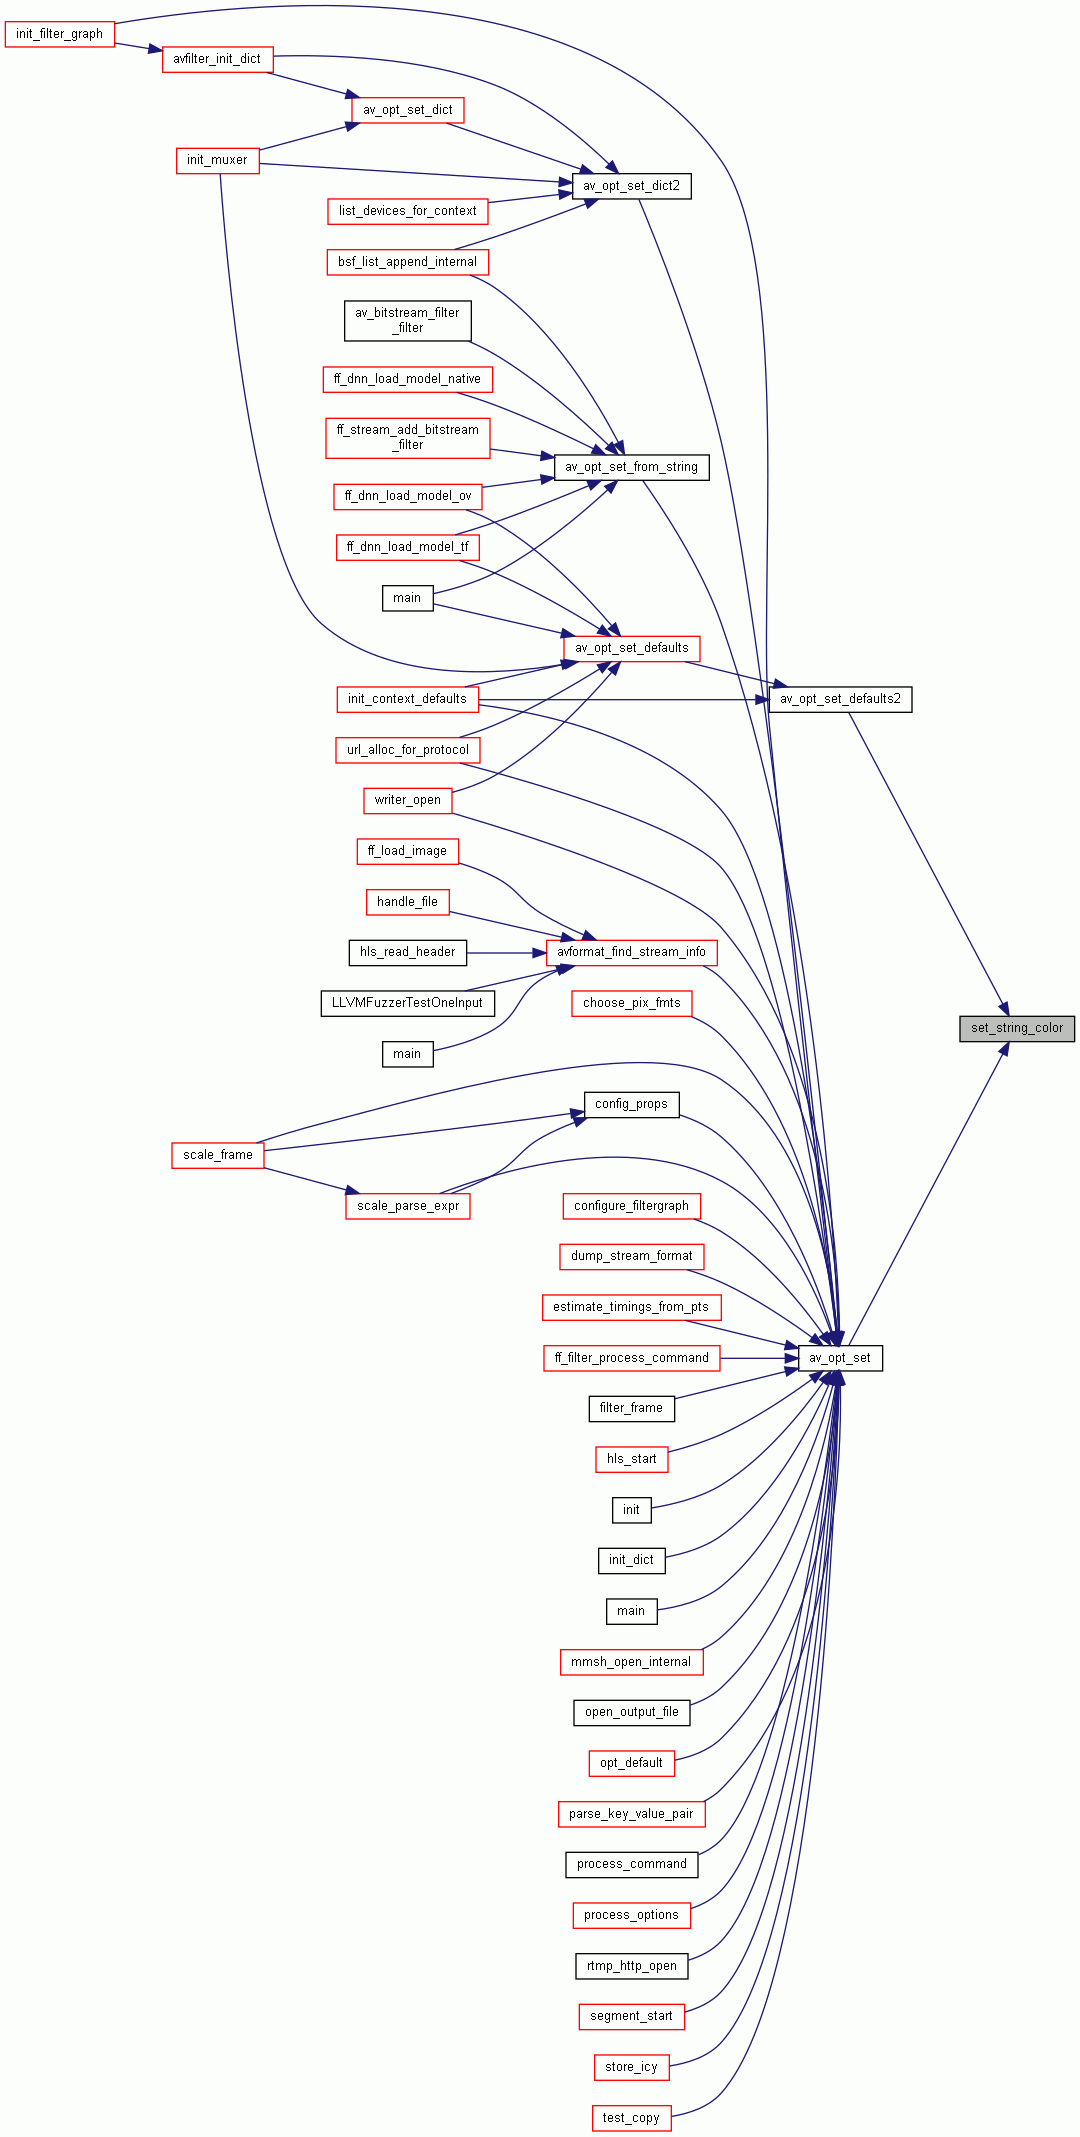 init_filter_graph
avfilter_init_dict
av_opt_set_dict
init_muxer
av_opt_set_dict2
list_devices_for_context
bsf_list_append_internal
av_bitstream_filter
_filter
ff_dnn_load_model_native
ff_stream_add_bitstream
_filter
av_opt_set_from_string
ff_dnn_load_model_ov
ff_dnn_load_model_tf
main
av_opt_set_defaults
init_context_defaults
av_opt_set_defaults2
url_alloc_for_protocol
writer_open
ff_load_image
handle_file
hls_read_header
avformat_find_stream_info
LLVMFuzzerTestOneInput
choose_pix_fmts
set_string_color
main
config_props
scale_frame
scale_parse_expr
configure_filtergraph
dump_stream_format
estimate_timings_from_pts
ff_filter_process_command
av_opt_set
filter_frame
hls_start
init
init_dict
main
mmsh_open_internal
open_output_file
opt_default
parse_key_value_pair
process_command
process_options
rtmp_http_open
segment_start
store_icy
test_copy